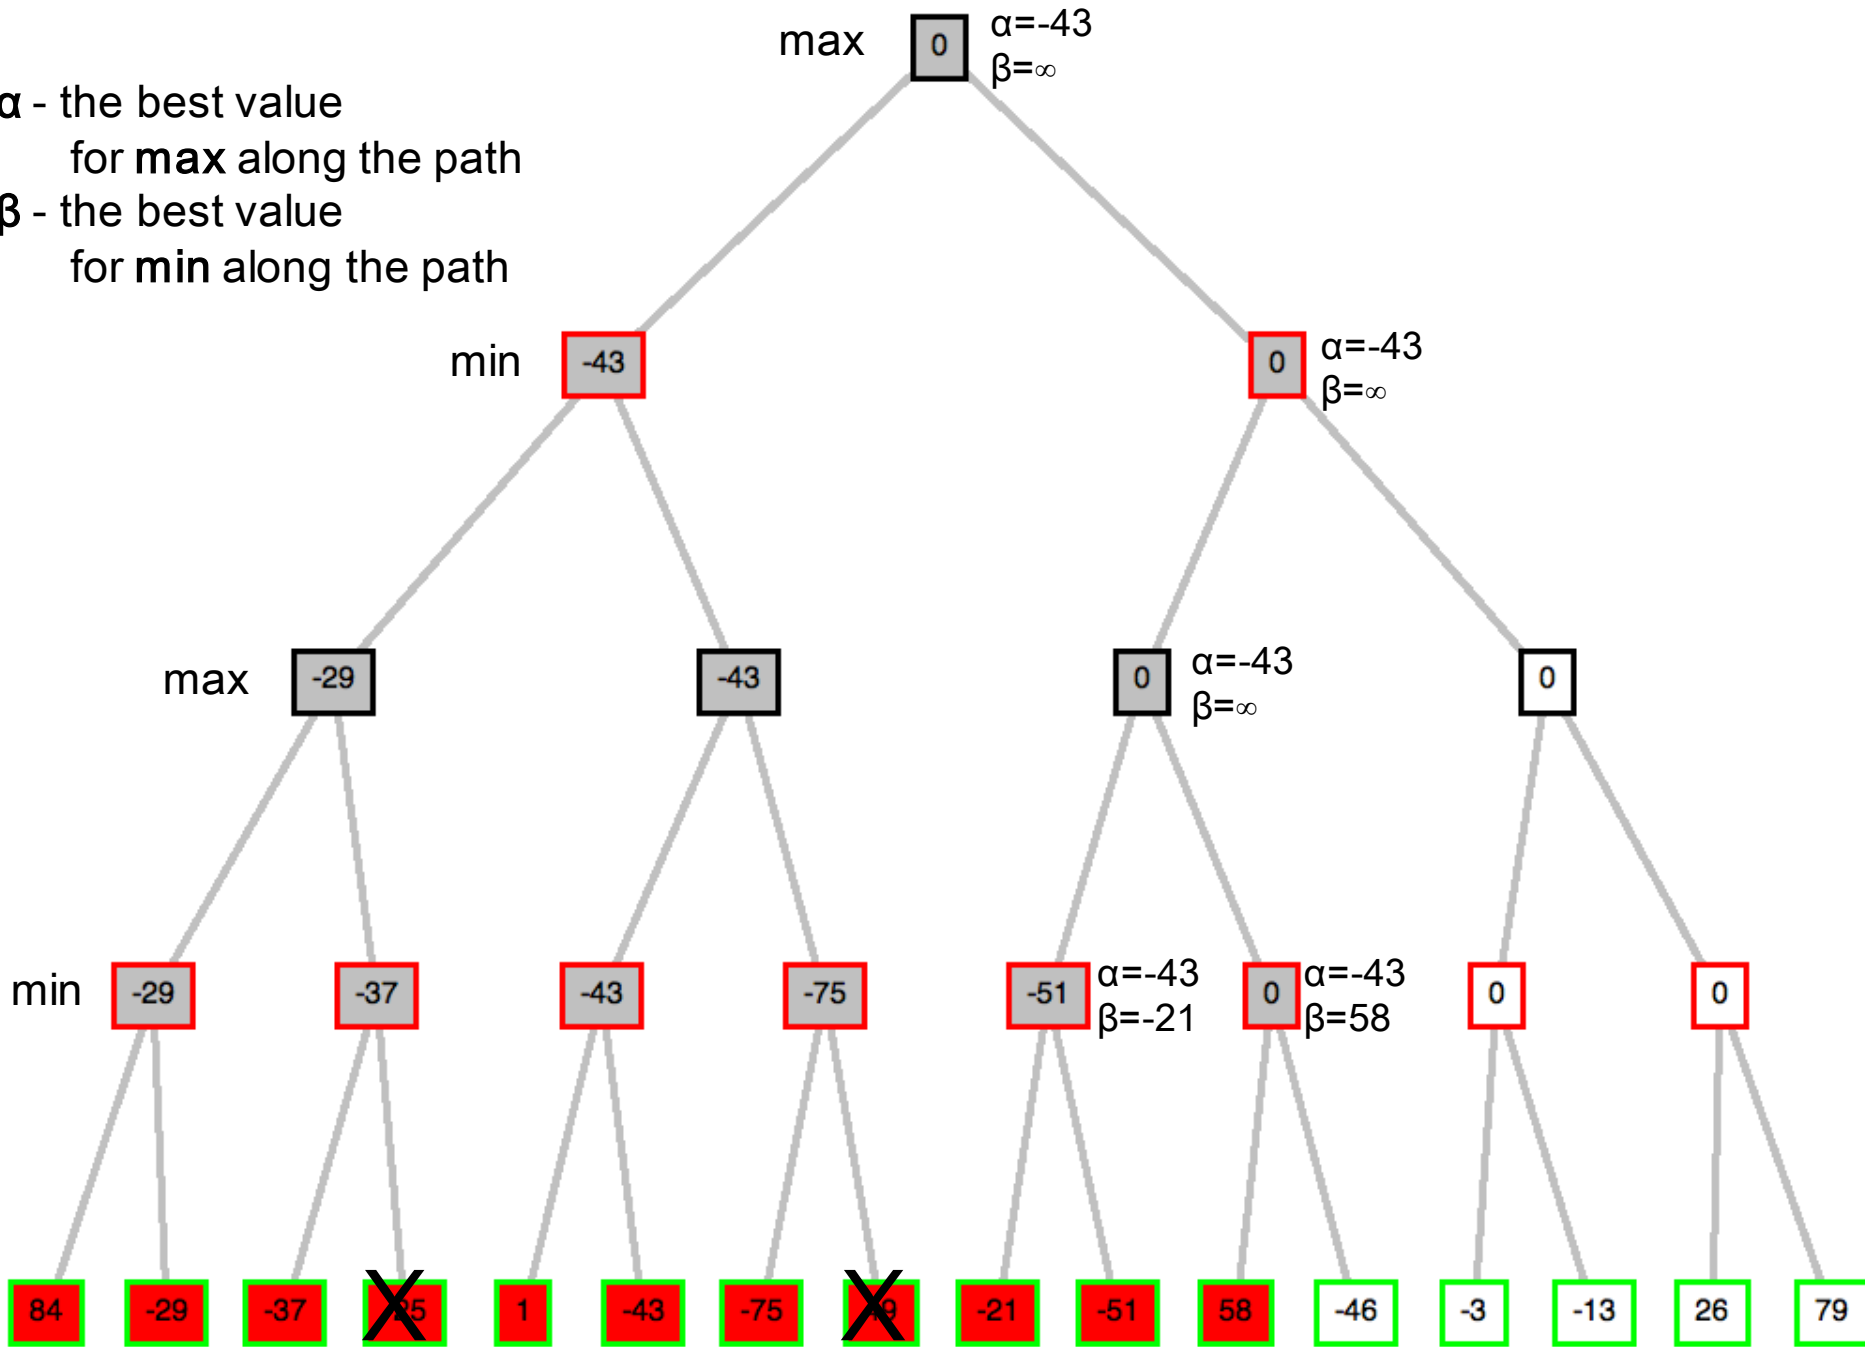 max 0 α=-43
β=∞
α - the best value
for max along the path
β - the best value
for min along the path
min -43 0 α=-43
β=∞
max -29 -43 0 α=-43
β=∞ 0
min -29 -37 -43 -75 -51 α=-43
β=-21
0 α=-43
β=58
0 0
84 -29 -37 X 1 -43 -75 X -21 -51 58 -46 -3 -13 26 79